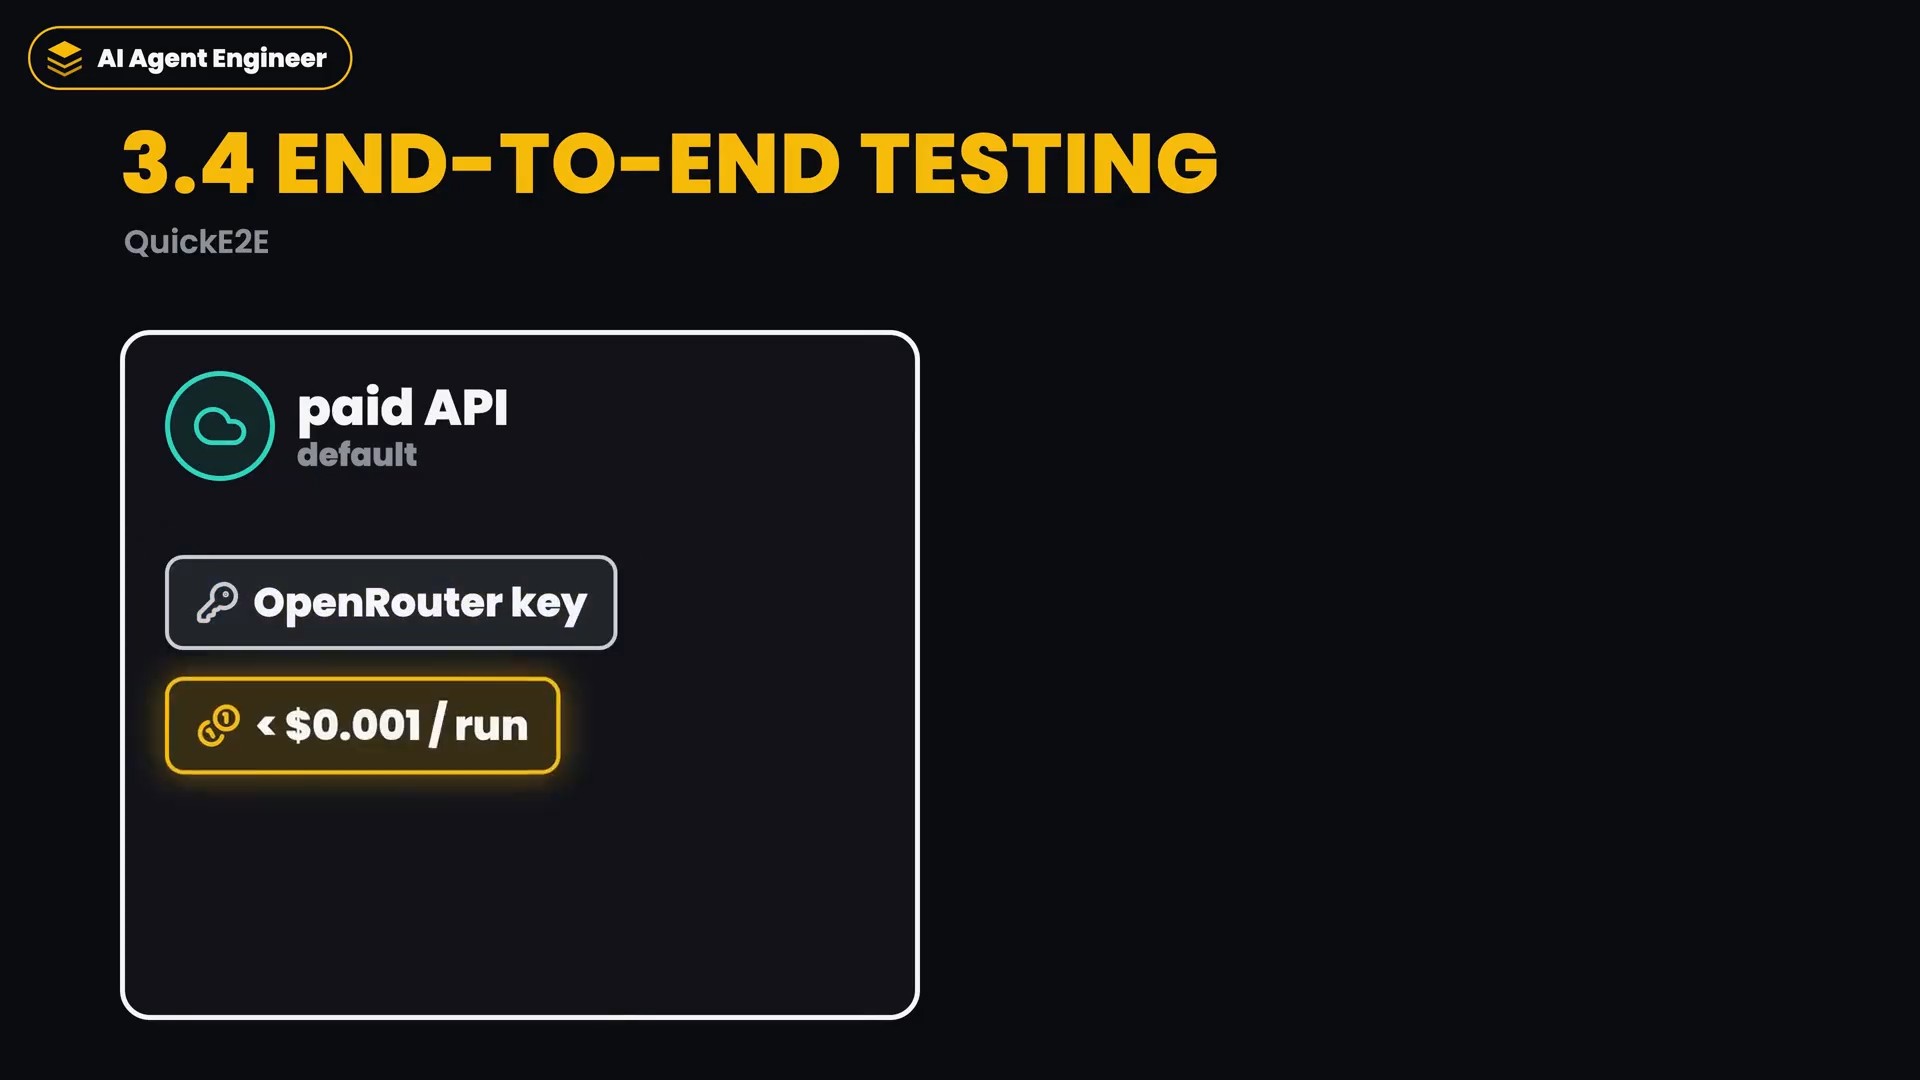 AI Agent Engineer
3.4 END-TO-END TESTING
QuickE2E
paid API
default
OpenRouter key
< $0.001 / run